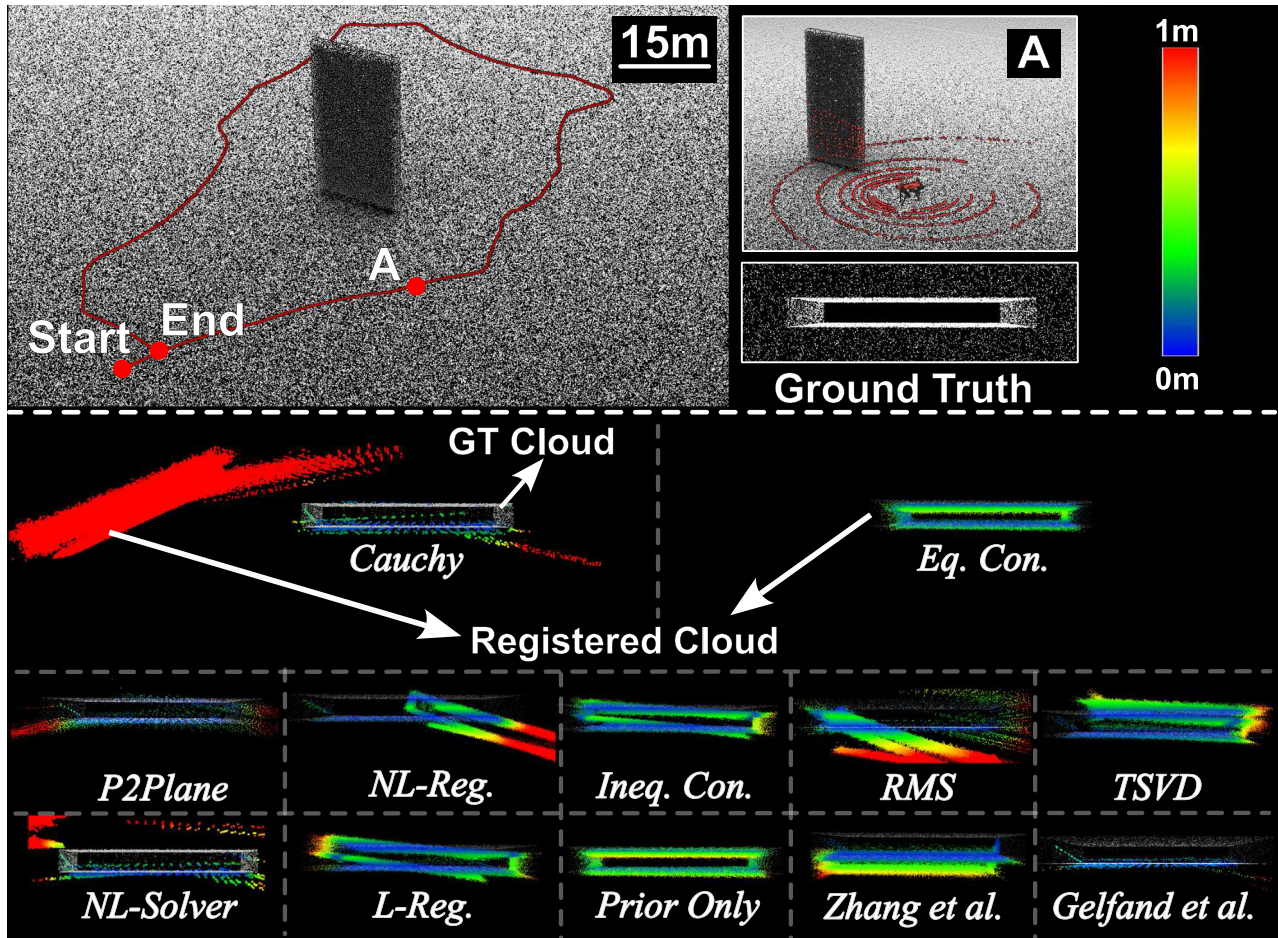 15m
A
1m
A
Start
End
0m
Ground Truth
GT Cloud
Cauchy
Eq. Con.
Registered Cloud
P2Plane
NL-Reg.
Ineq. Con.
RMS
TSVD
NL-Solver
L-Reg.
Prior Only
Zhang et al.
Gelfand et al.